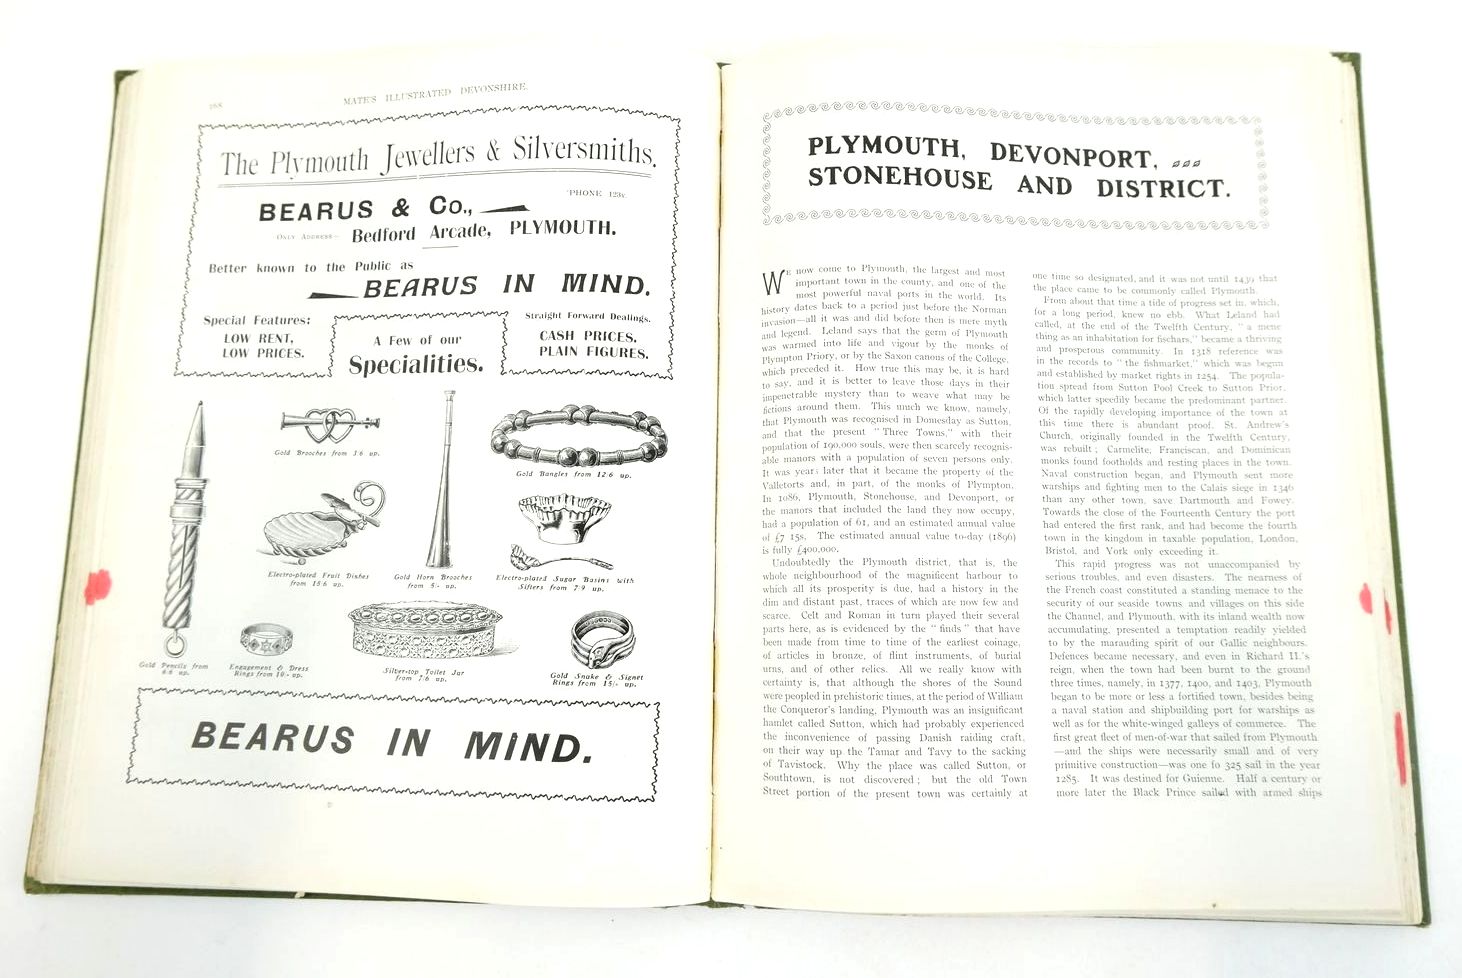 168
MATE'S ILLUSTRATED DEVONSHIRE.
The Plymouth Jewellers & Silversmiths.
'PHONE 123Y.
BEARUS & Co.,
ONLY ADDRESS— Bedford Arcade, PLYMOUTH.
Better known to the Public as
BEARUS IN MIND.
Special Features:
LOW RENT,
LOW PRICES.
A Few of our
Specialities.
Straight Forward Dealings.
CASH PRICES.
PLAIN FIGURES.
Gold Brooches from 3/6 up.
Gold Bangles from 12/6 up.
Electro-plated Fruit Dishes
from 15/6 up.
Gold Horn Brooches
from 5/- up.
Electro-plated Sugar Basins with
Sifters from 7/9 up.
Gold Pencils from
6/6 up.
Engagement & Dress
Rings from 10/- up.
Silver-top Toilet Jar
from 7/6 up.
Gold Snake & Signet
Rings from 15/- up.
BEARUS IN MIND.
PLYMOUTH, DEVONPORT,
STONEHOUSE AND DISTRICT.
WE now come to Plymouth, the largest and most
important town in the county, and one of the
most powerful naval ports in the world. Its
history dates back to a period just before the Norman
invasion—all it was and did before then is mere myth
and legend. Leland says that the germ of Plymouth
was warmed into life and vigour by the monks of
Plympton Priory, or by the Saxon canons of the College,
which preceded it. How true this may be, it is hard
to say, and it is better to leave those days in their
impenetrable mystery than to weave what may be
fictions around them. This much we know, namely,
that Plymouth was recognised in Domesday as Sutton,
and that the present "Three Towns," with their
population of 190,000 souls, were then scarcely recognis-
able manors with a population of seven persons only.
It was years later that it became the property of the
Valletorts and, in part, of the monks of Plympton.
In 1086, Plymouth, Stonehouse, and Devonport, or
the manors that included the land they now occupy,
had a population of 61, and an estimated annual value
of £7 15s. The estimated annual value to-day (1896)
is fully £400,000.
Undoubtedly the Plymouth district, that is, the
whole neighbourhood of the magnificent harbour to
which all its prosperity is due, had a history in the
dim and distant past, traces of which are now few and
scarce. Celt and Roman in turn played their several
parts here, as is evidenced by the "finds" that have
been made from time to time of the earliest coinage,
of articles in bronze, of flint instruments, of burial
urns, and of other relics. All we really know with
certainty is, that although the shores of the Sound
were peopled in prehistoric times, at the period of William
the Conqueror's landing, Plymouth was an insignificant
hamlet called Sutton, which had probably experienced
the inconvenience of passing Danish raiding craft,
on their way up the Tamar and Tavy to the sacking
of Tavistock. Why the place was called Sutton, or
Southtown, is not discovered; but the old Town
Street portion of the present town was certainly at
one time so designated, and it was not until 1439 that
the place came to be commonly called Plymouth.
From about that time a tide of progress set in, which,
for a long period, knew no ebb. What Leland had
called, at the end of the Twelfth Century, "a mene
thing as an inhabitation for fischars," became a thriving
and prosperous community. In 1318 reference was
in the records to "the fishmarket," which was begun
and established by market rights in 1254. The popula-
tion spread from Sutton Pool Creek to Sutton Prior,
which latter speedily became the predominant partner.
Of the rapidly developing importance of the town at
this time there is abundant proof. St. Andrew's
Church, originally founded in the Twelfth Century,
was rebuilt; Carmelite, Franciscan, and Dominican
monks found footholds and resting places in the town.
Naval construction began, and Plymouth sent more
warships and fighting men to the Calais siege in 1346
than any other town, save Dartmouth and Fowey.
Towards the close of the Fourteenth Century the port
had entered the first rank, and had become the fourth
town in the kingdom in taxable population, London,
Bristol, and York only exceeding it.
This rapid progress was not unaccompanied by
serious troubles, and even disasters. The nearness of
the French coast constituted a standing menace to the
security of our seaside towns and villages on this side
the Channel, and Plymouth, with its inland wealth now
accumulating, presented a temptation readily yielded
to by the marauding spirit of our Gallic neighbours.
Defences became necessary, and even in Richard II.'s
reign, when the town had been burnt to the ground
three times, namely, in 1377, 1400, and 1403, Plymouth
began to be more or less a fortified town, besides being
a naval station and shipbuilding port for warships as
well as for the white-winged galleys of commerce. The
first great fleet of men-of-war that sailed from Plymouth
—and the ships were necessarily small and of very
primitive construction—was one fo 325 sail in the year
1285. It was destined for Guienne. Half a century or
more later the Black Prince sailed with armed ships